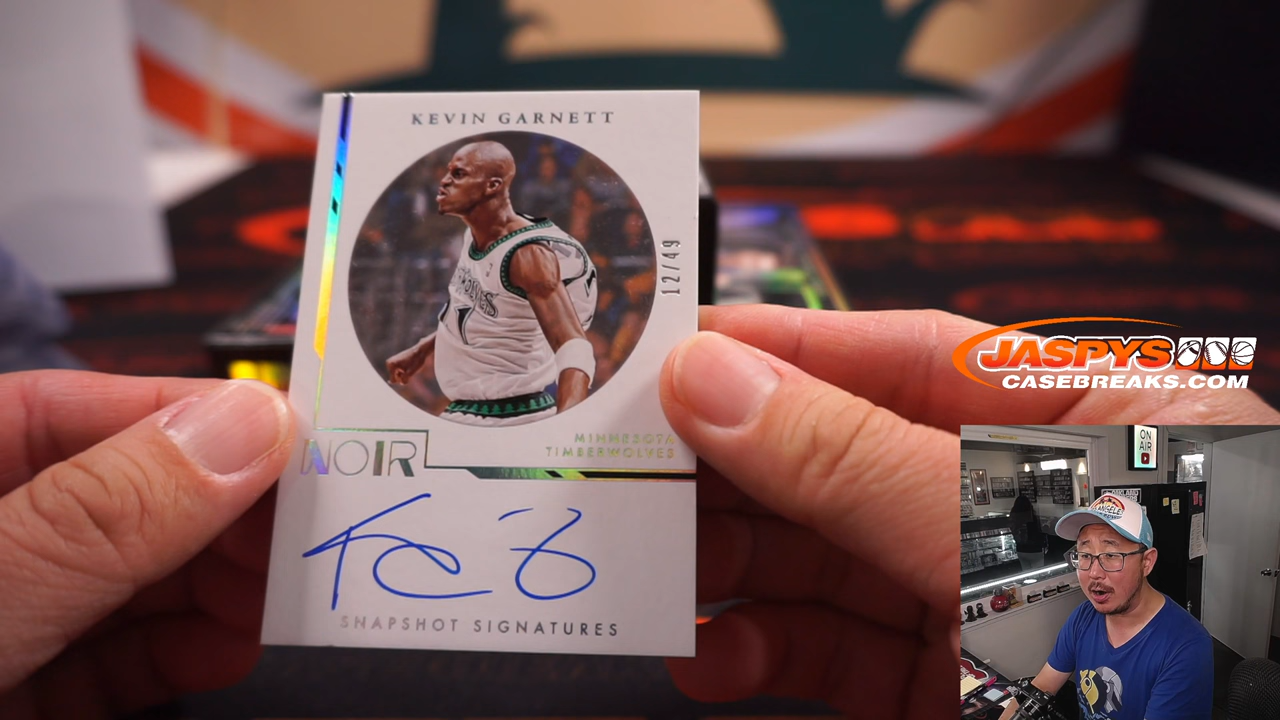 KEVIN GARNETT
12/49
NOIR
MINNESOTA
TIMBERWOLVES
SNAPSHOT SIGNATURES
JASPYS
CASEBREAKS.COM
ON
AIR